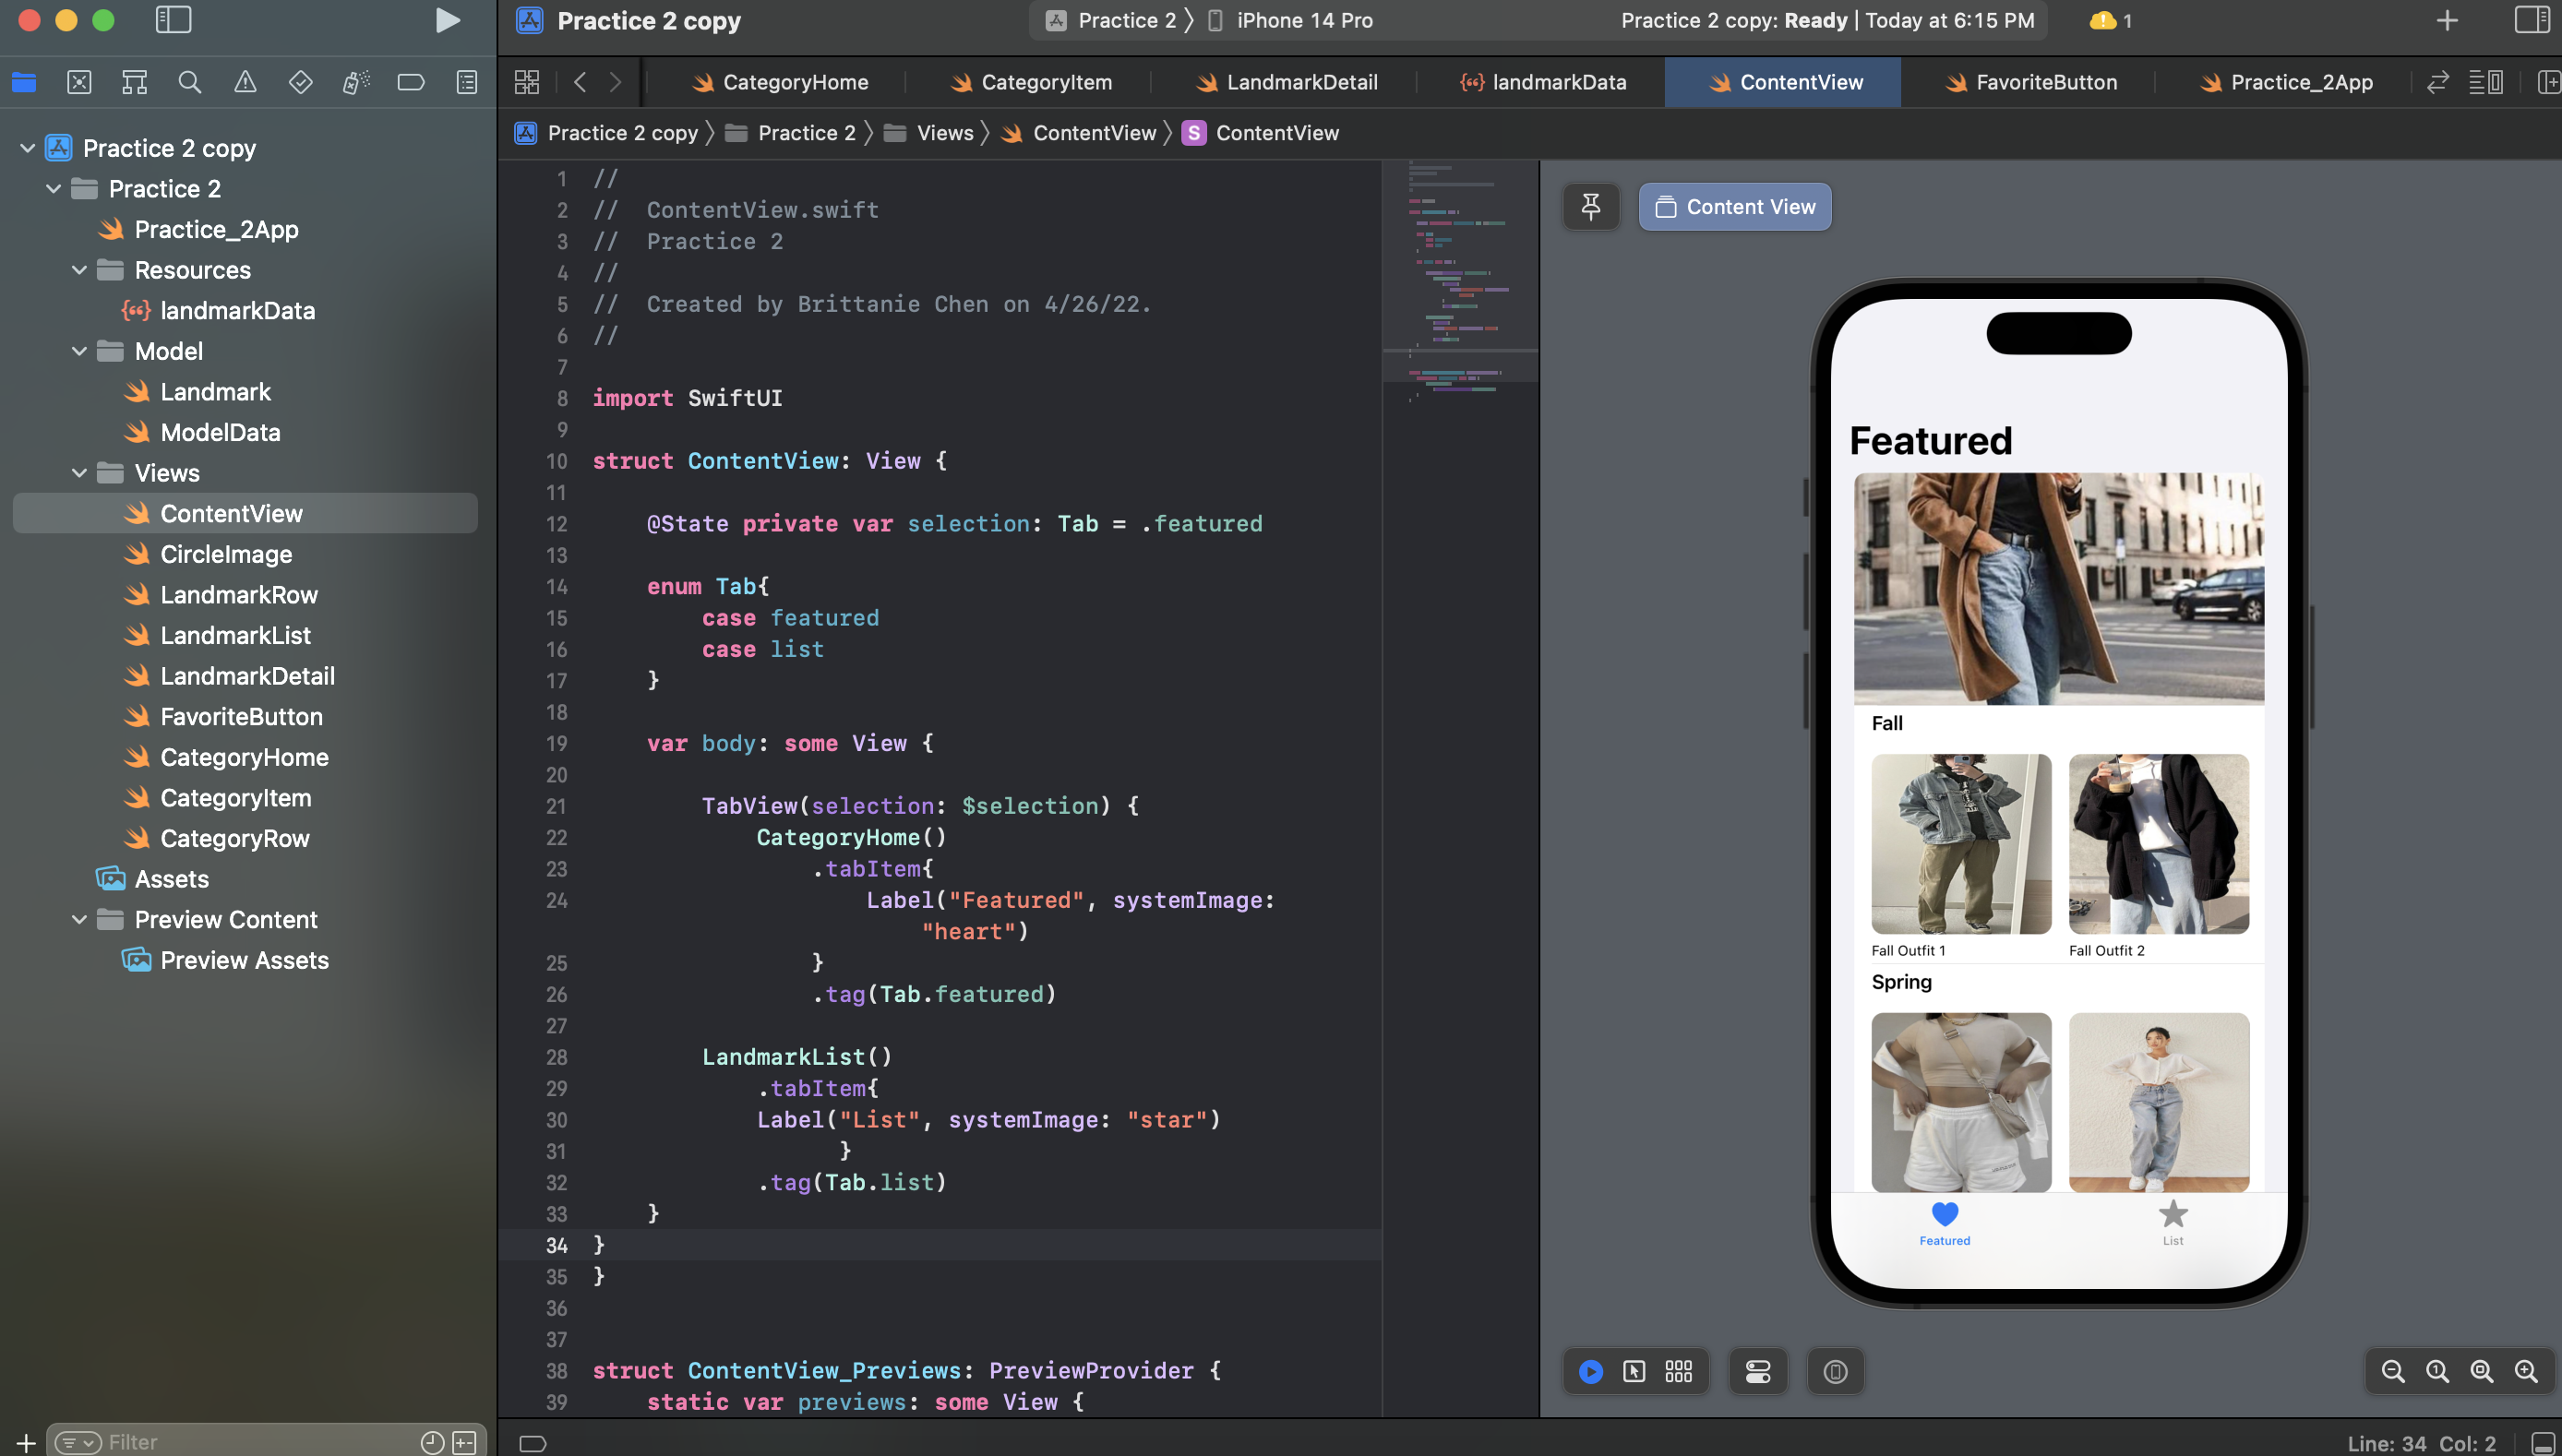 Practice 2 copy
Practice 2 〉 iPhone 14 Pro
Practice 2 copy: Ready | Today at 6:15 PM
1
CategoryHome
CategoryItem
LandmarkDetail
landmarkData
ContentView
FavoriteButton
Practice_2App
Practice 2 copy 〉 Practice 2 〉 Views 〉 ContentView 〉 S ContentView
Practice 2 copy
Practice 2
Practice_2App
Resources
landmarkData
Model
Landmark
ModelData
Views
ContentView
CircleImage
LandmarkRow
LandmarkList
LandmarkDetail
FavoriteButton
CategoryHome
CategoryItem
CategoryRow
Assets
Preview Content
Preview Assets
Filter
1 //
2 //  ContentView.swift
3 //  Practice 2
4 //
5 //  Created by Brittanie Chen on 4/26/22.
6 //
7
8 import SwiftUI
9
10 struct ContentView: View {
11
12     @State private var selection: Tab = .featured
13
14     enum Tab{
15         case featured
16         case list
17     }
18
19     var body: some View {
20
21         TabView(selection: $selection) {
22             CategoryHome()
23                 .tabItem{
24                     Label("Featured", systemImage:
                        "heart")
25                 }
26                 .tag(Tab.featured)
27
28         LandmarkList()
29             .tabItem{
30             Label("List", systemImage: "star")
31                   }
32             .tag(Tab.list)
33     }
34 }
35 }
36
37
38 struct ContentView_Previews: PreviewProvider {
39     static var previews: some View {
Content View
Featured
Fall
Fall Outfit 1
Fall Outfit 2
Spring
Featured
List
Line: 34 Col: 2